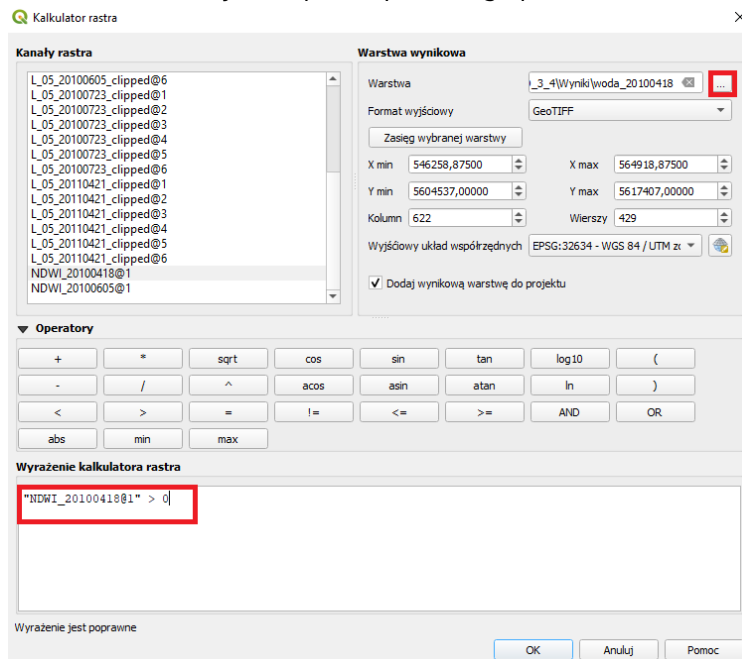 Kalkulator rastra
Kanały rastra
L_05_20100605_clipped@6
L_05_20100723_clipped@1
L_05_20100723_clipped@2
L_05_20100723_clipped@3
L_05_20100723_clipped@4
L_05_20100723_clipped@5
L_05_20100723_clipped@6
L_05_20110421_clipped@1
L_05_20110421_clipped@2
L_05_20110421_clipped@3
L_05_20110421_clipped@4
L_05_20110421_clipped@5
L_05_20110421_clipped@6
NDWI_20100418@1
NDWI_20100605@1
Warstwa wynikowa
Warstwa _3_4\Wyniki\woda_20100418 ...
Format wyjściowy GeoTIFF
Zasięg wybranej warstwy
X min 546258,87500 X max 564918,87500
Y min 5604537,00000 Y max 5617407,00000
Kolumn 622 Wierszy 429
Wyjściowy układ współrzędnych EPSG:32634 - WGS 84 / UTM
Dodaj wynikową warstwę do projektu
Operatory
+ * sqrt cos sin tan log10 (
- / ^ acos asin atan ln )
< > = != <= >= AND OR
abs min max
Wyrażenie kalkulatora rastra
"NDWI_20100418@1" > 0
Wyrażenie jest poprawne
OK Anuluj Pomoc